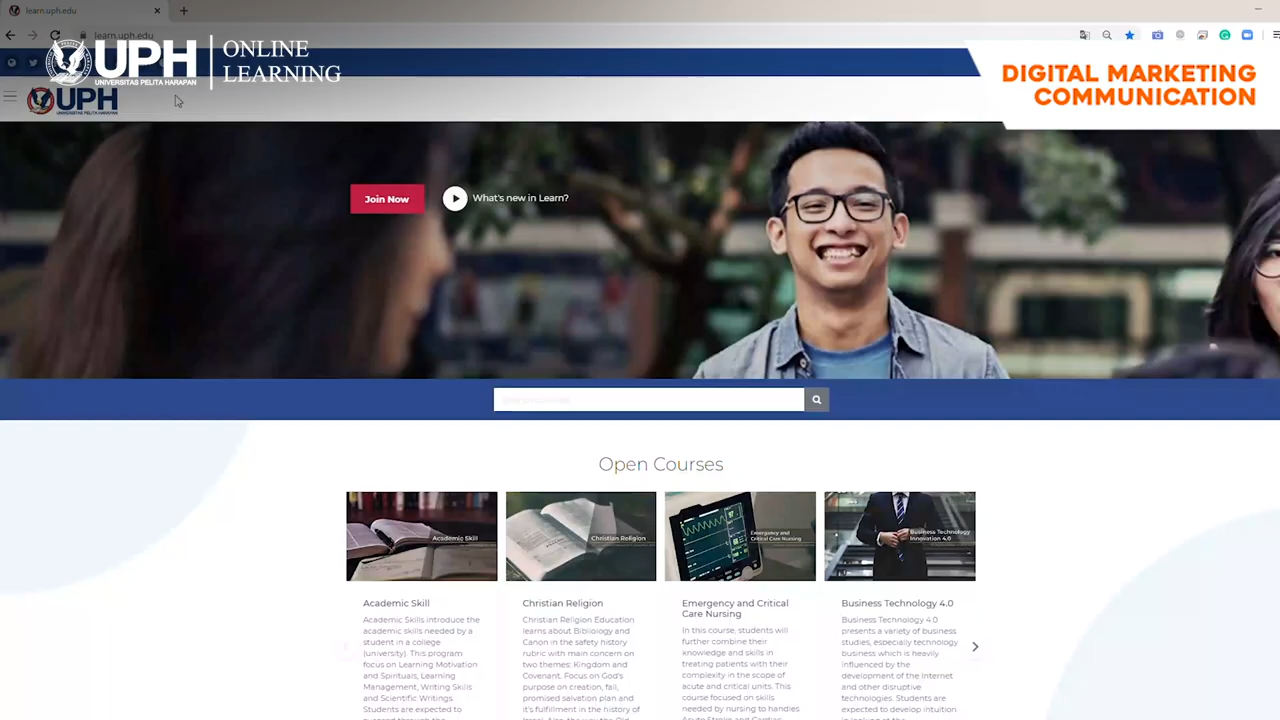 learn.uph.edu
learn.uph.edu
UPH
UNIVERSITAS PELITA HARAPAN
ONLINE
LEARNING
DIGITAL MARKETING
COMMUNICATION
UPH
UNIVERSITAS PELITA HARAPAN
Join Now
What's new in Learn?
Open Courses
Academic Skill
Christian Religion
Emergency and
Critical Care Nursing
Business Technology
Innovation 4.0
Academic Skill
Academic Skills introduce the
academic skills needed by a
student in a college
(university). This program
focus on Learning Motivation
and Spirituals, Learning
Management, Writing Skills
and Scientific Writings.
Students are expected to
Christian Religion
Christian Religion Education
learns about Bibliology and
Canon in the safety history
rubric with main concern on
two themes: Kingdom and
Covenant. Focus on God's
purpose on creation, fall,
promised salvation plan and
it's fulfillment in the history of
Emergency and Critical
Care Nursing
In this course, students will
further combine their
knowledge and skills in
treating patients with their
complexity in the scope of
acute and critical units. This
course focused on skills
needed by nursing to handles
Business Technology 4.0
Business Technology 4.0
presents a variety of business
studies, especially technology
business which is heavily
influenced by the
development of the Internet
and other disruptive
technologies. Students are
expected to develop intuition